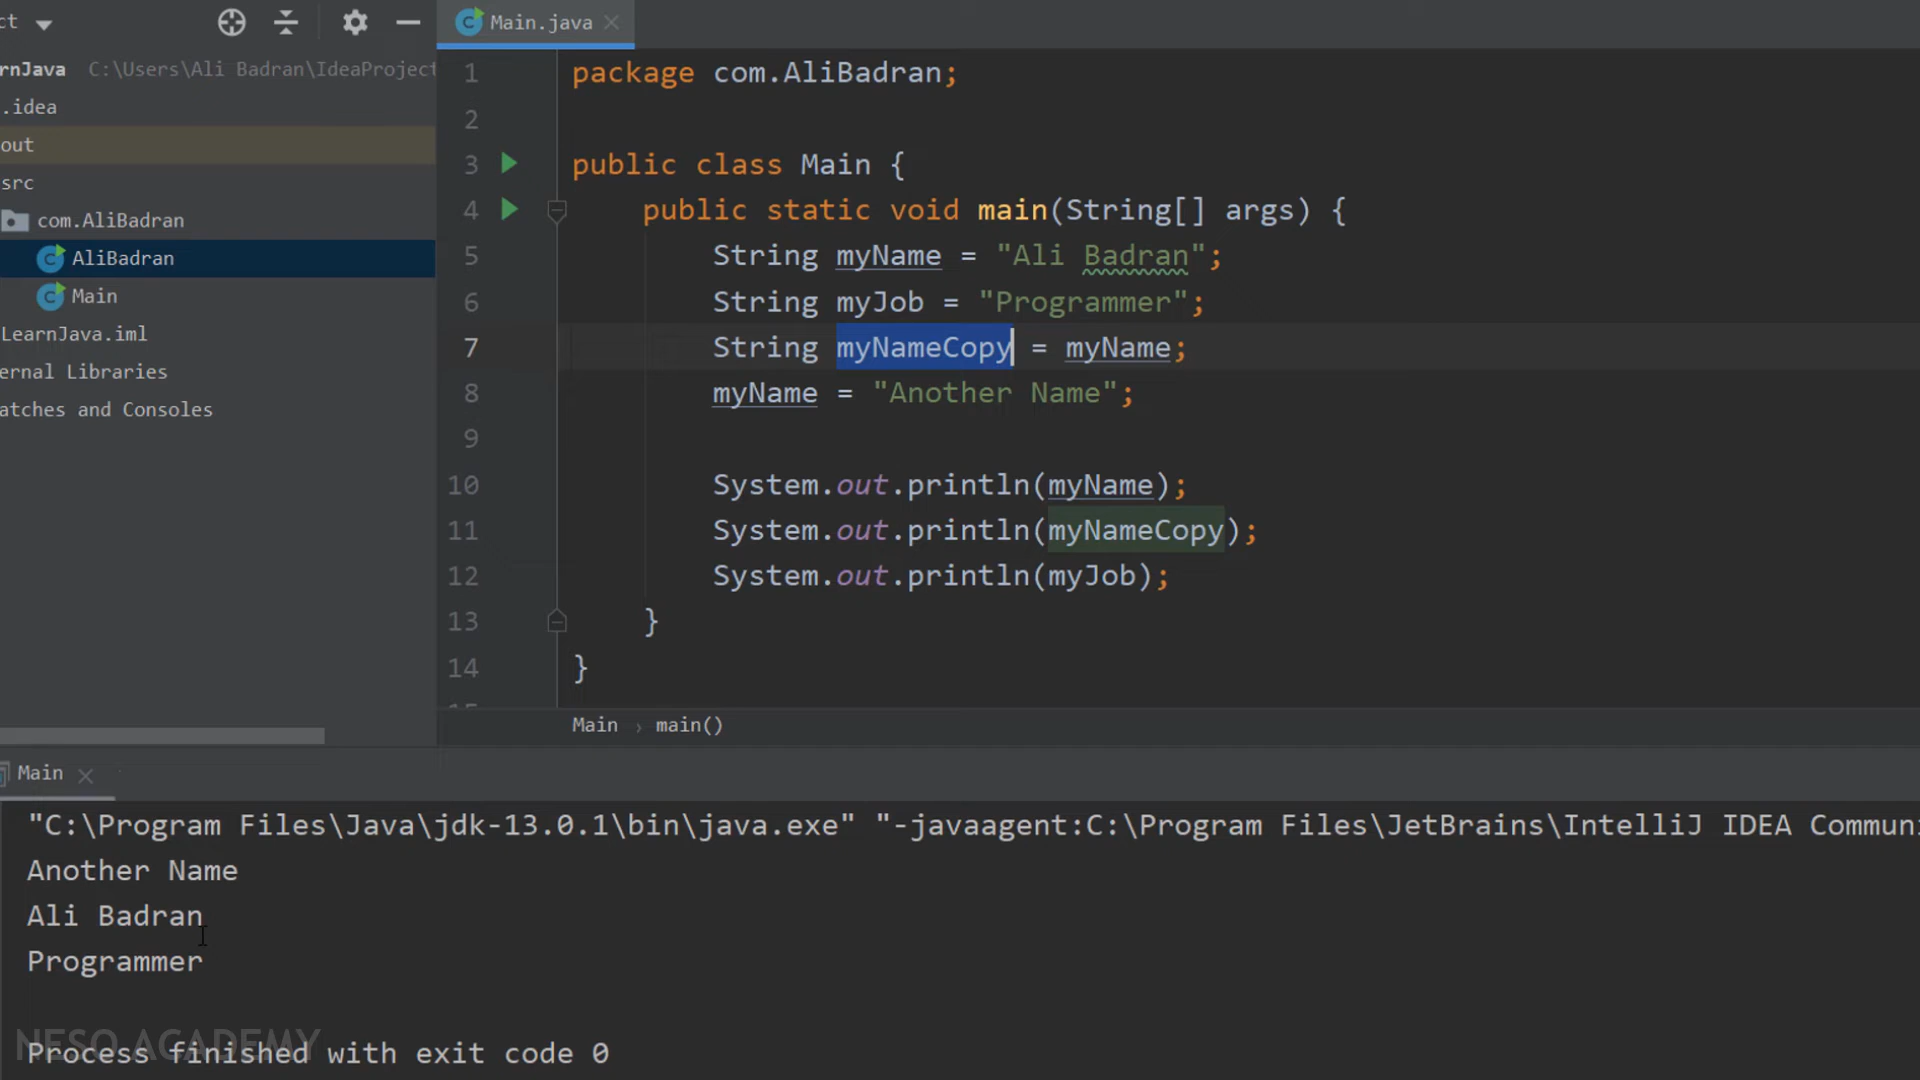 ct
Main.java
rnJava C:\Users\Ali Badran\IdeaProject
.idea
out
src
com.AliBadran
AliBadran
Main
LearnJava.iml
ernal Libraries
atches and Consoles
1 package com.AliBadran;
2
3 public class Main {
4 public static void main(String[] args) {
5 String myName = "Ali Badran";
6 String myJob = "Programmer";
7 String myNameCopy = myName;
8 myName = "Another Name";
9
10 System.out.println(myName);
11 System.out.println(myNameCopy);
12 System.out.println(myJob);
13 }
14 }
Main › main()
Main
"C:\Program Files\Java\jdk-13.0.1\bin\java.exe" "-javaagent:C:\Program Files\JetBrains\IntelliJ IDEA Communi
Another Name
Ali Badran
Programmer
NESO ACADEMY
Process finished with exit code 0